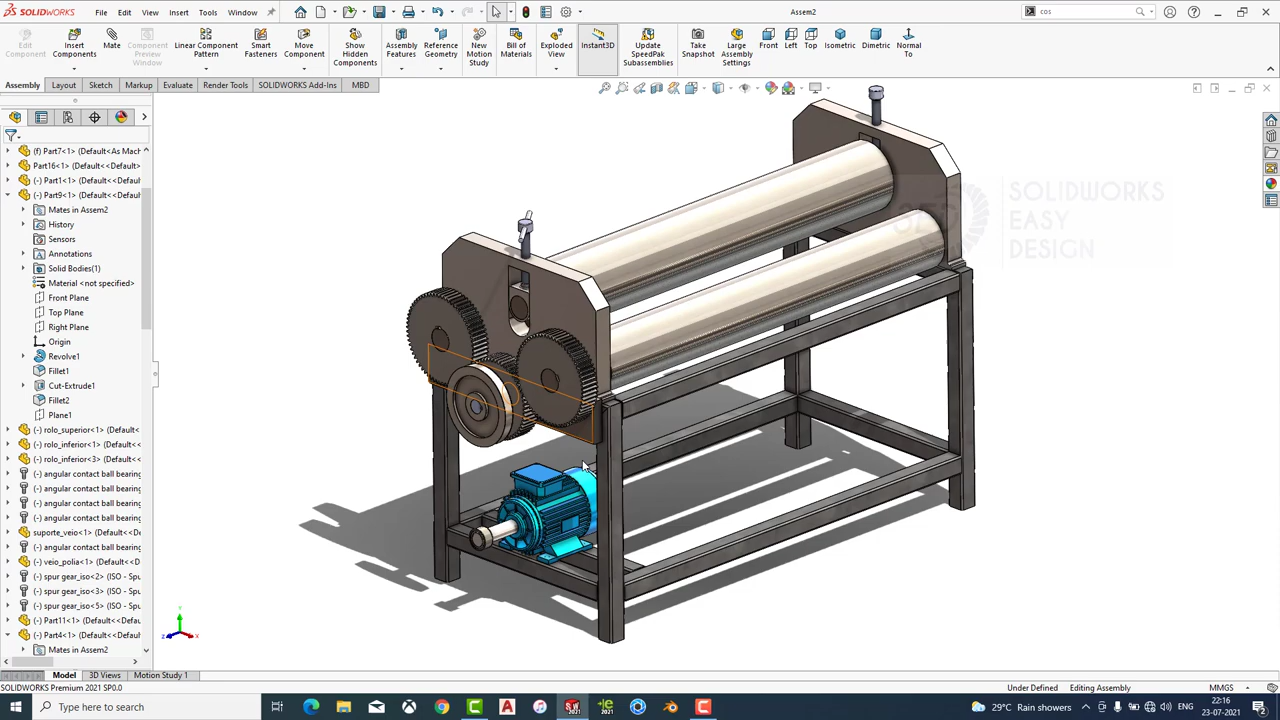 SOLIDWORKS
File
Edit
View
Insert
Tools
Window
Assem2
cos
Edit Component
Insert Components
Mate
Component Preview Window
Linear Component Pattern
Smart Fasteners
Move Component
Show Hidden Components
Assembly Features
Reference Geometry
New Motion Study
Bill of Materials
Exploded View
Instant3D
Update SpeedPak Subassemblies
Take Snapshot
Large Assembly Settings
Front
Left
Top
Isometric
Dimetric
Normal To
Assembly
Layout
Sketch
Markup
Evaluate
Render Tools
SOLIDWORKS Add-Ins
MBD
(f) Part7<1> (Default<As Mach
Part16<1> (Default<<Default>
(-) Part1<1> (Default<<Defaul
(-) Part9<1> (Default<<Defaul
Mates in Assem2
History
Sensors
Annotations
Solid Bodies(1)
Material <not specified>
Front Plane
Top Plane
Right Plane
Origin
Revolve1
Fillet1
Cut-Extrude1
Fillet2
Plane1
(-) rolo_superior<1> (Default<
(-) rolo_inferior<1> (Default<<
(-) rolo_inferior<3> (Default<<
(-) angular contact ball bearing
(-) angular contact ball bearing
(-) angular contact ball bearing
(-) angular contact ball bearing
suporte_veio<1> (Default<<De
(-) angular contact ball bearing
(-) veio_polia<1> (Default<<De
(-) spur gear_iso<2> (ISO - Spu
(-) spur gear_iso<3> (ISO - Spu
(-) spur gear_iso<5> (ISO - Spu
(-) Part11<1> (Default<<Defau
(-) Part4<1> (Default<<Default
Mates in Assem2
SOLIDWORKS
EASY
DESIGN
Y
Z
X
Model
3D Views
Motion Study 1
SOLIDWORKS Premium 2021 SP0.0
Under Defined
Editing Assembly
MMGS
Type here to search
29°C Rain showers
ENG
22:16
23-07-2021